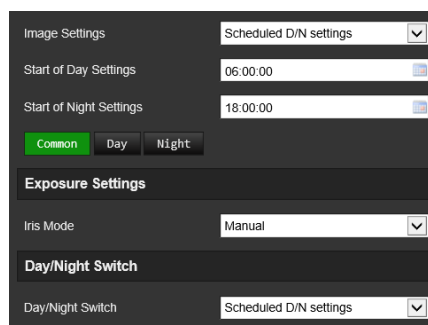 Image Settings Scheduled D/N settings
Start of Day Settings 06:00:00
Start of Night Settings 18:00:00
Common Day Night
Exposure Settings
Iris Mode Manual
Day/Night Switch
Day/Night Switch Scheduled D/N settings